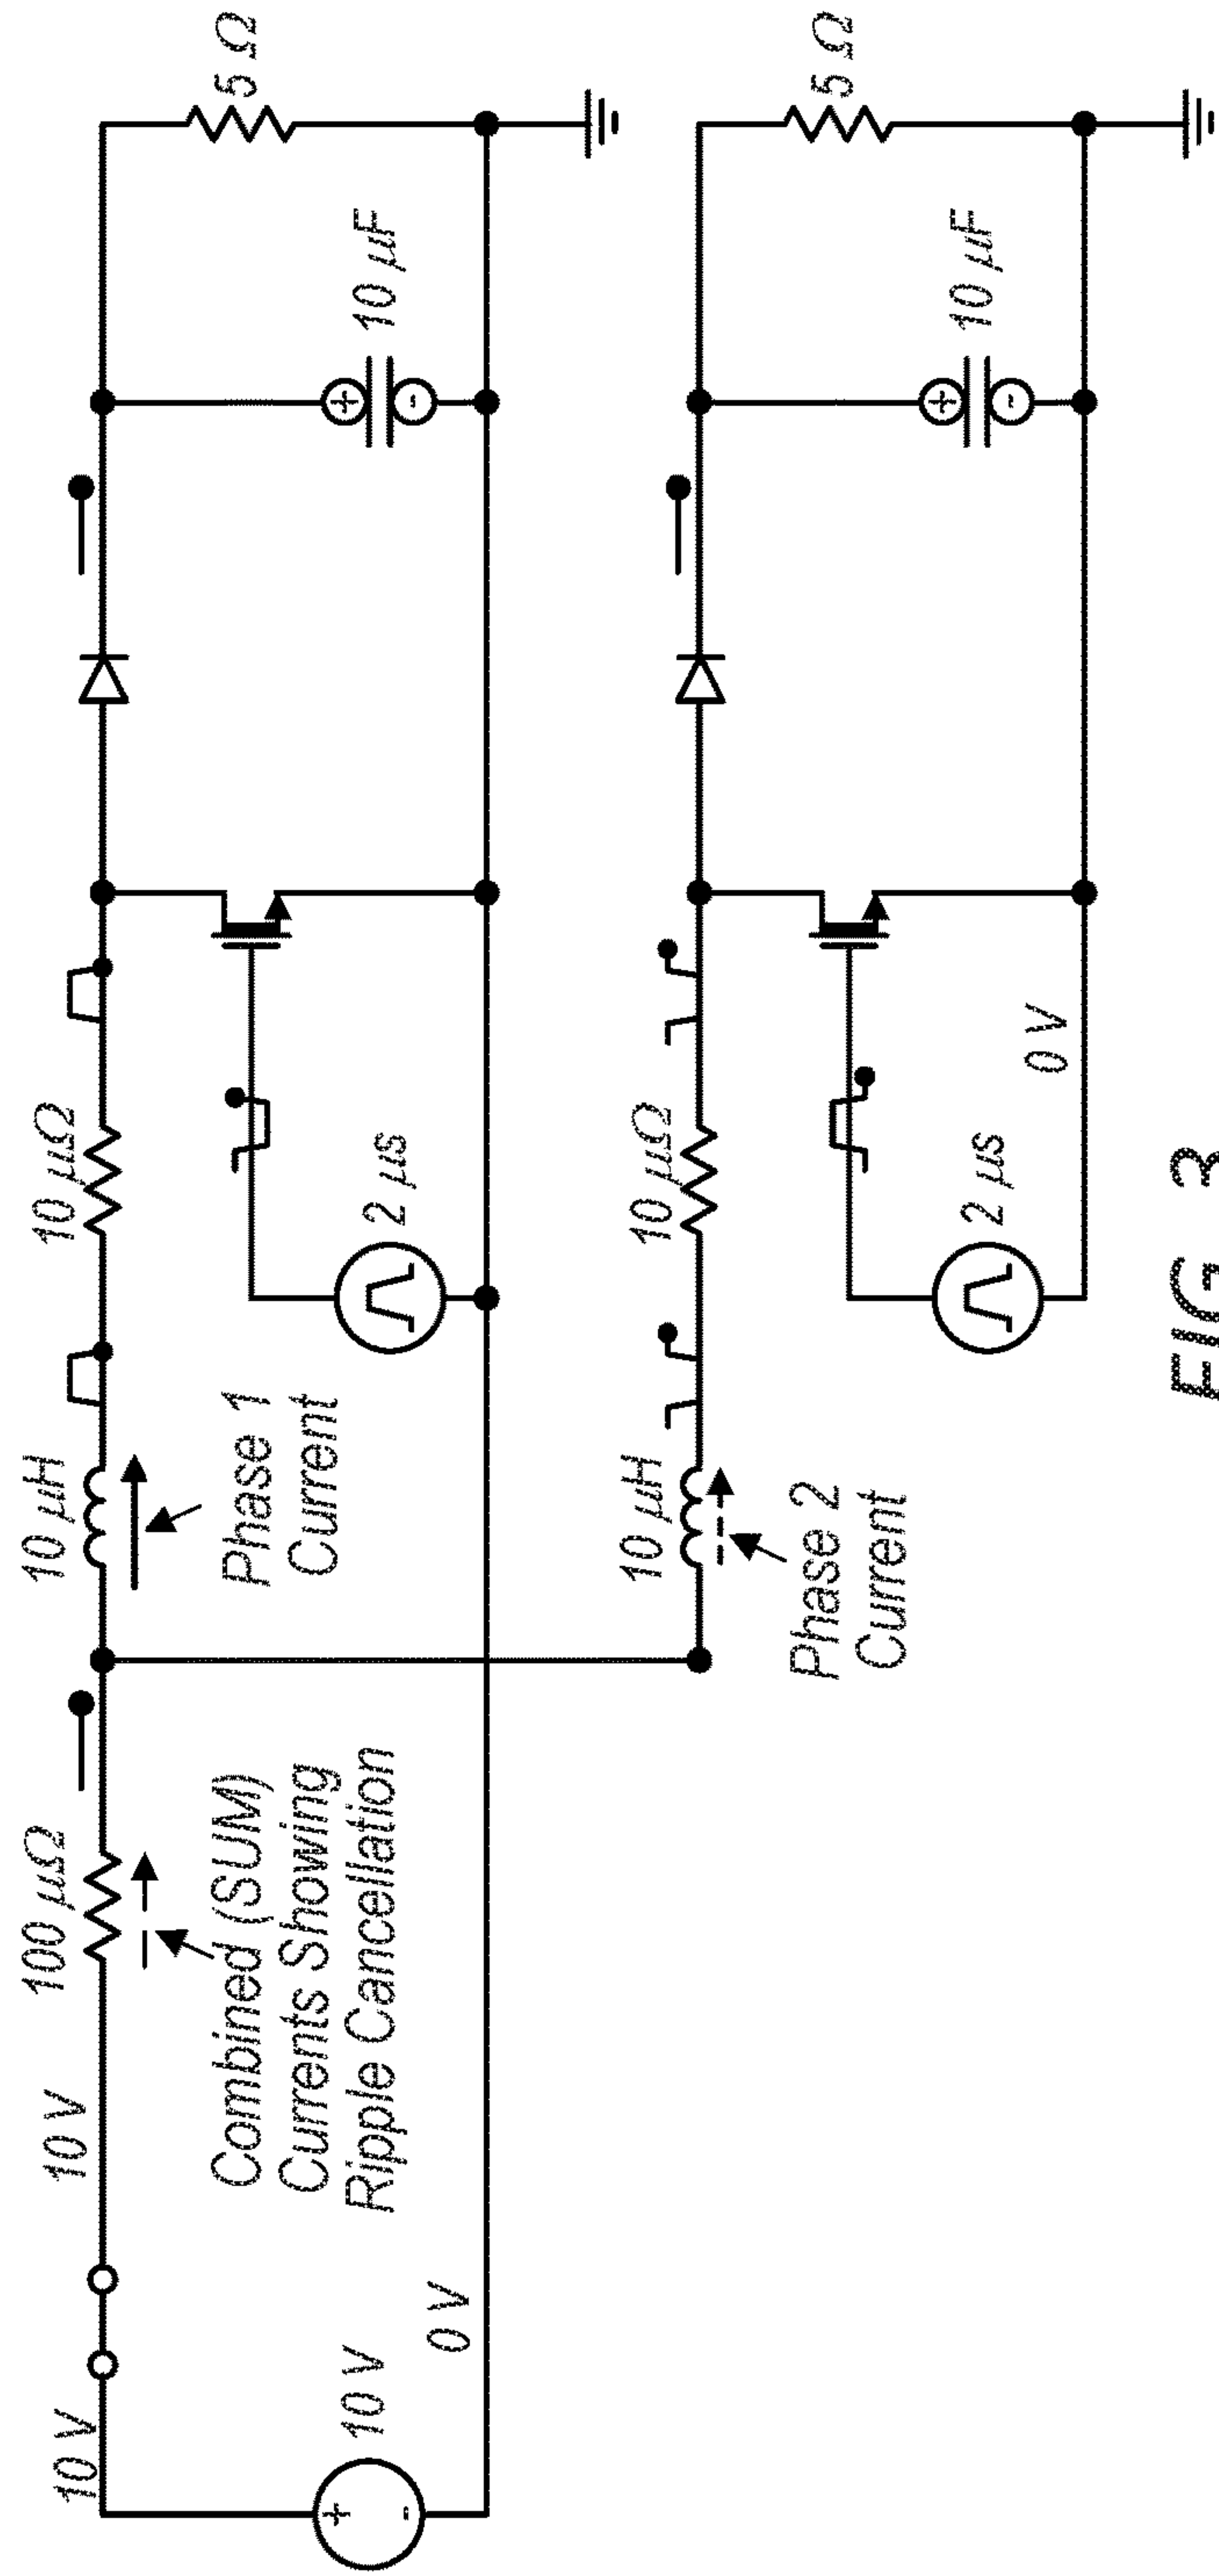 10 V
10 V
100 μΩ
10 μH
10 μΩ
5 Ω
+
-
10 V
0 V
Combined (SUM)
Currents Showing
Ripple Cancellation
Phase 1
Current
2 μs
+
-
10 μF
10 μH
10 μΩ
5 Ω
Phase 2
Current
2 μs
0 V
+
-
10 μF
FIG. 3